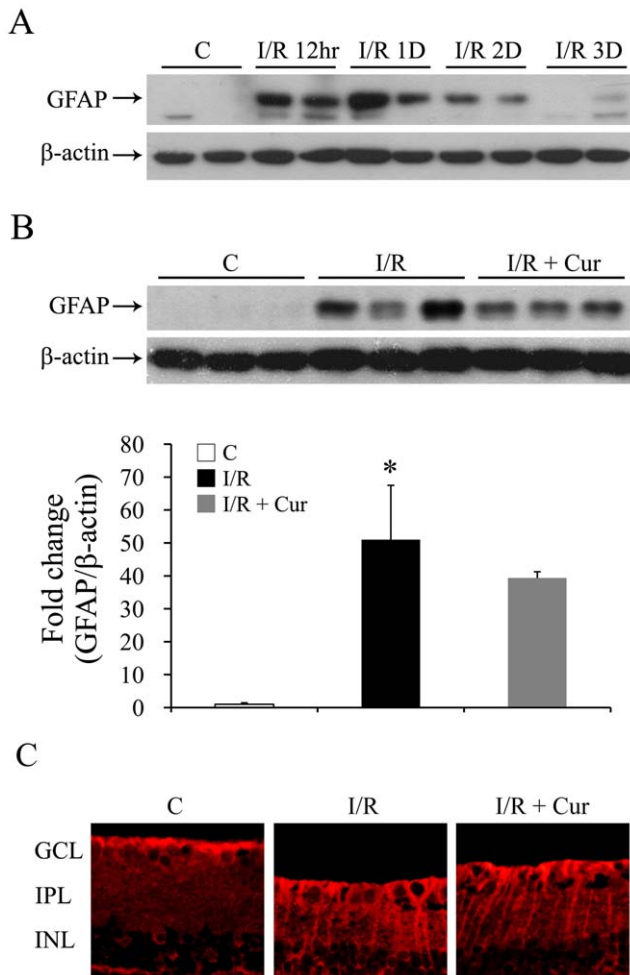 A
C I/R 12hr I/R 1D I/R 2D I/R 3D
GFAP
β-actin
B
C I/R I/R + Cur
GFAP
β-actin
80
70
60
50
40
30
20
10
0
Fold change
(GFAP/β-actin)
C
I/R
I/R + Cur
*
C
C I/R I/R + Cur
GCL
IPL
INL